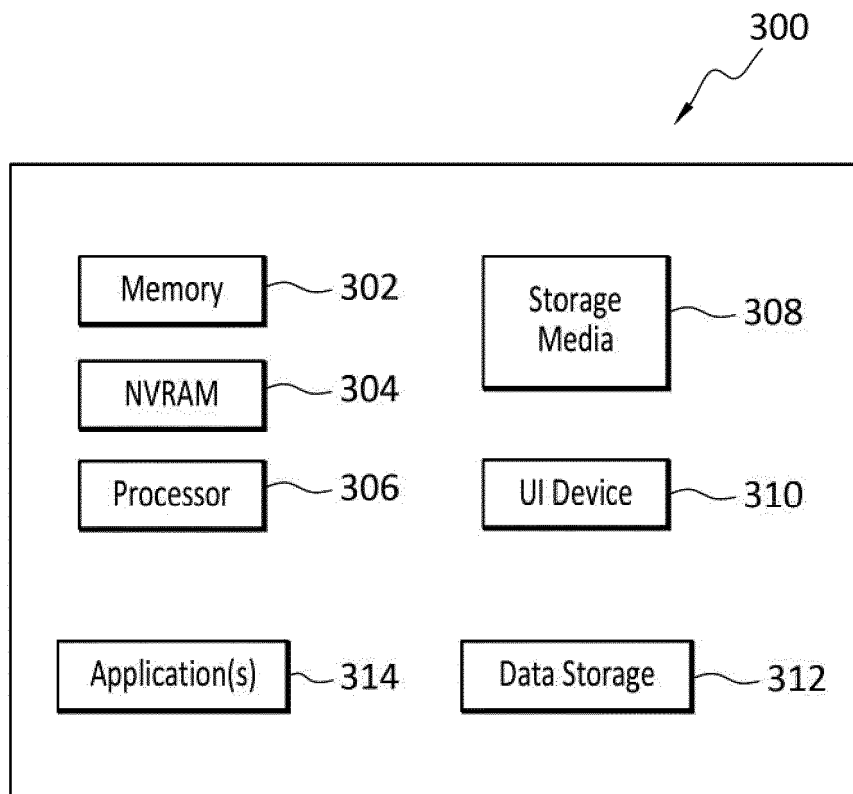 300
Memory 302
Storage
Media
308
NVRAM 304
Processor 306
UI Device 310
Application(s) 314
Data Storage 312